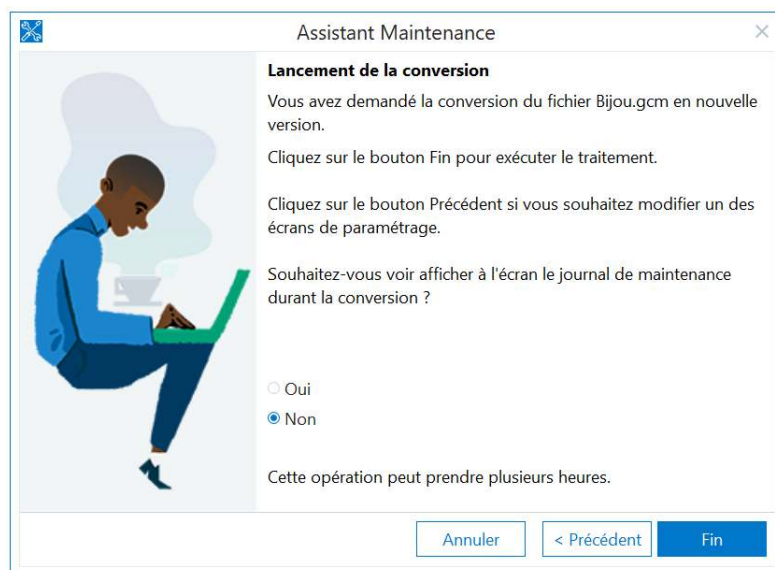 Assistant Maintenance
Lancement de la conversion
Vous avez demandé la conversion du fichier Bijou.gcm en nouvelle
version.
Cliquez sur le bouton Fin pour exécuter le traitement.
Cliquez sur le bouton Précédent si vous souhaitez modifier un des
écrans de paramétrage.
Souhaitez-vous voir afficher à l'écran le journal de maintenance
durant la conversion ?
Oui
Non
Cette opération peut prendre plusieurs heures.
Annuler
< Précédent
Fin